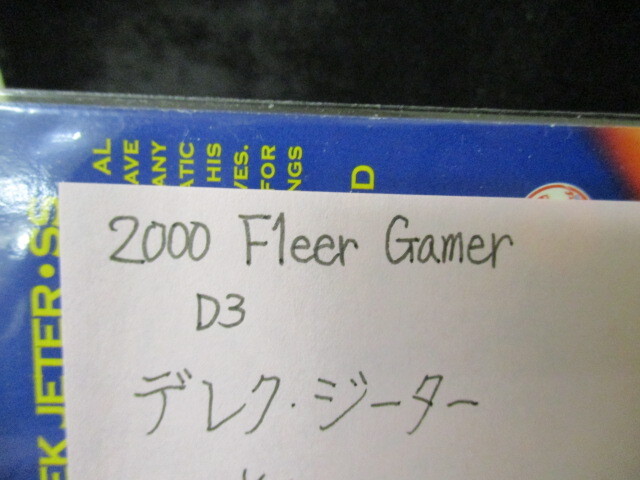 2000 Fleer Gamer
D3
デレク・ジーター
EK JETER • SS
AL
AVE
ANY
ATIC
HIS
VES.
FOR
NGS